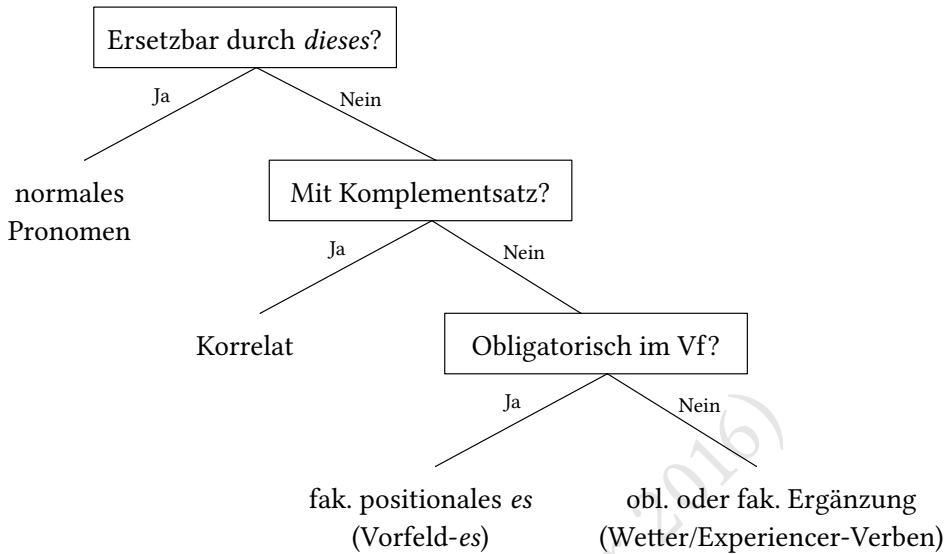 Ersetzbar durch dieses?
Ja
Nein
normales
Pronomen
Mit Komplementsatz?
Ja
Nein
Korrelat
Obligatorisch im Vf?
Ja
Nein
fak. positionales es
(Vorfeld-es)
obl. oder fak. Ergänzung
(Wetter/Experiencer-Verben)
2016)